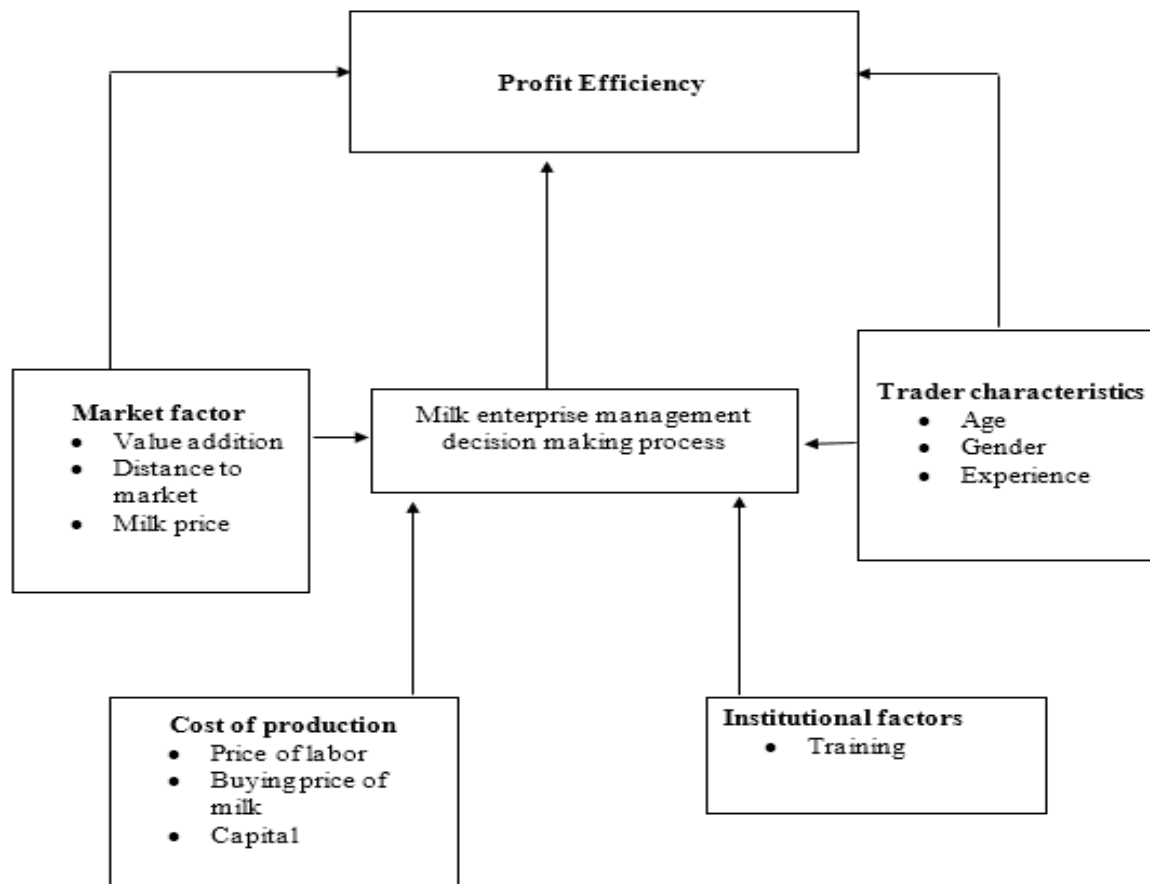 Profit Efficiency
Market factor
● Value addition
● Distance to
market
● Milk price
Milk enterprise management
decision making process
Trader characteristics
● Age
● Gender
● Experience
Cost of production
● Price of labor
● Buying price of
milk
● Capital
Institutional factors
● Training